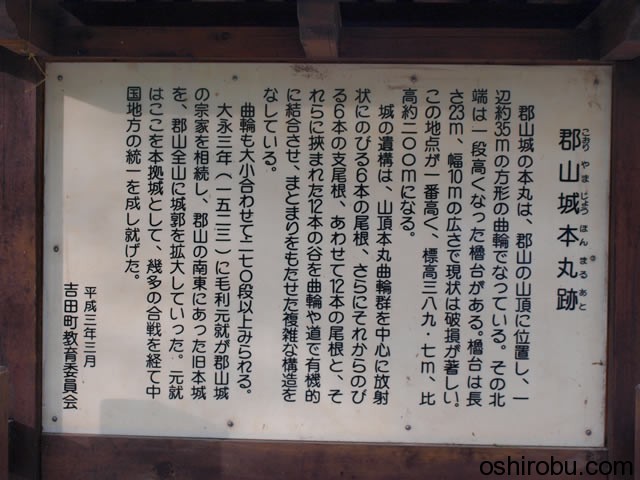 郡山城本丸跡
こおりやまじょうほんまるあと
郡山城の本丸は、郡山の山頂に位置し、一
辺約35mの方形の曲輪でなっている。その北
端は一段高くなった櫓台がある。櫓台は長
さ23m、幅10mの広さで現状は破損が著しい。
この地点が一番高く、標高三八九・七m、比
高約二〇〇mになる。
城の遺構は、山頂本丸曲輪群を中心に放射
状にのびる6本の尾根、さらにそれからのび
る6本の支尾根、あわせて12本の尾根と、そ
れらに挟まれた12本の谷を曲輪や道で有機的
に結合させ、まとまりをもたせた複雑な構造を
なしている。
曲輪も大小合わせて二七〇段以上みられる。
大永三年(一五二三)に毛利元就が郡山城
の宗家を相続し、郡山の南東にあった旧本城
を、郡山全山に城郭を拡大していった。元就
はここを本拠城として、幾多の合戦を経て中
国地方の統一を成し就げた。
平成三年三月
吉田町教育委員会
oshirobu.com